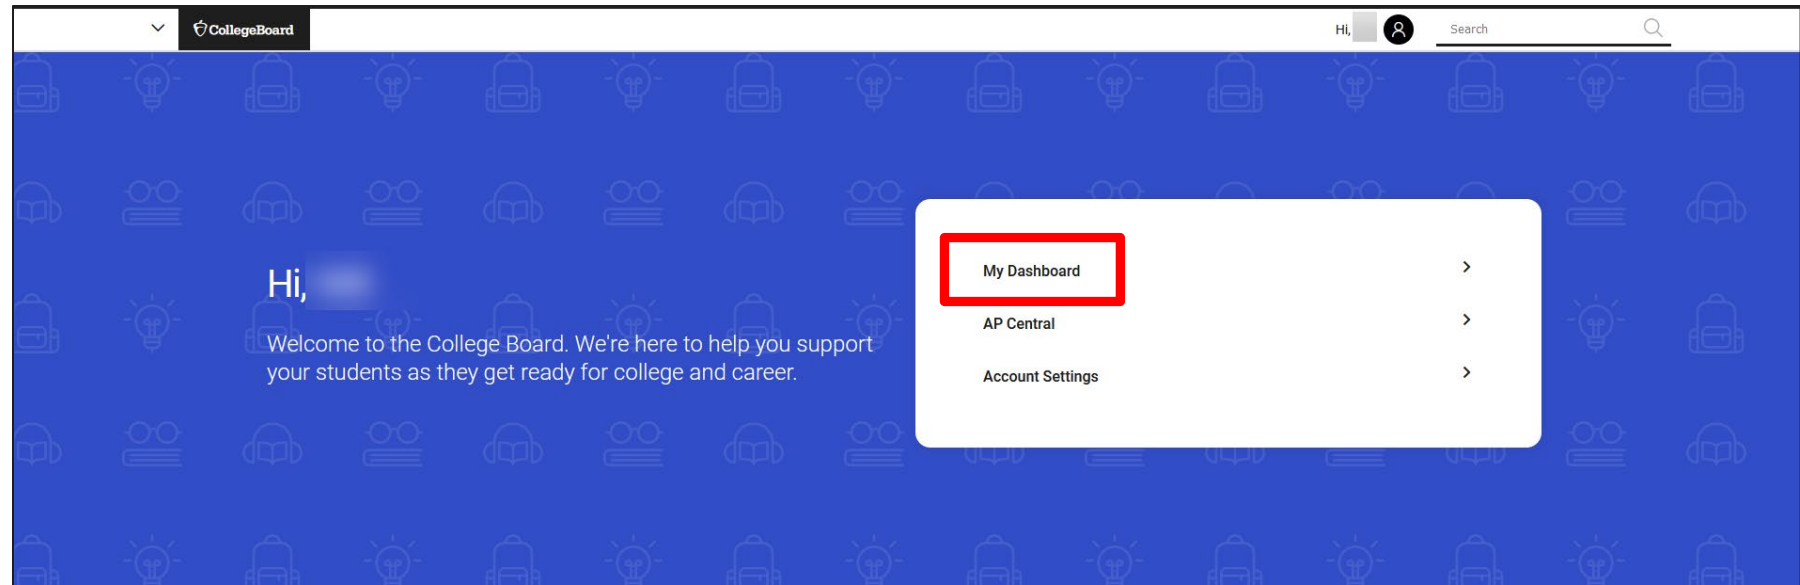 CollegeBoard
Hi,
Search
Hi,
Welcome to the College Board. We're here to help you support
your students as they get ready for college and career.
My Dashboard
AP Central
Account Settings